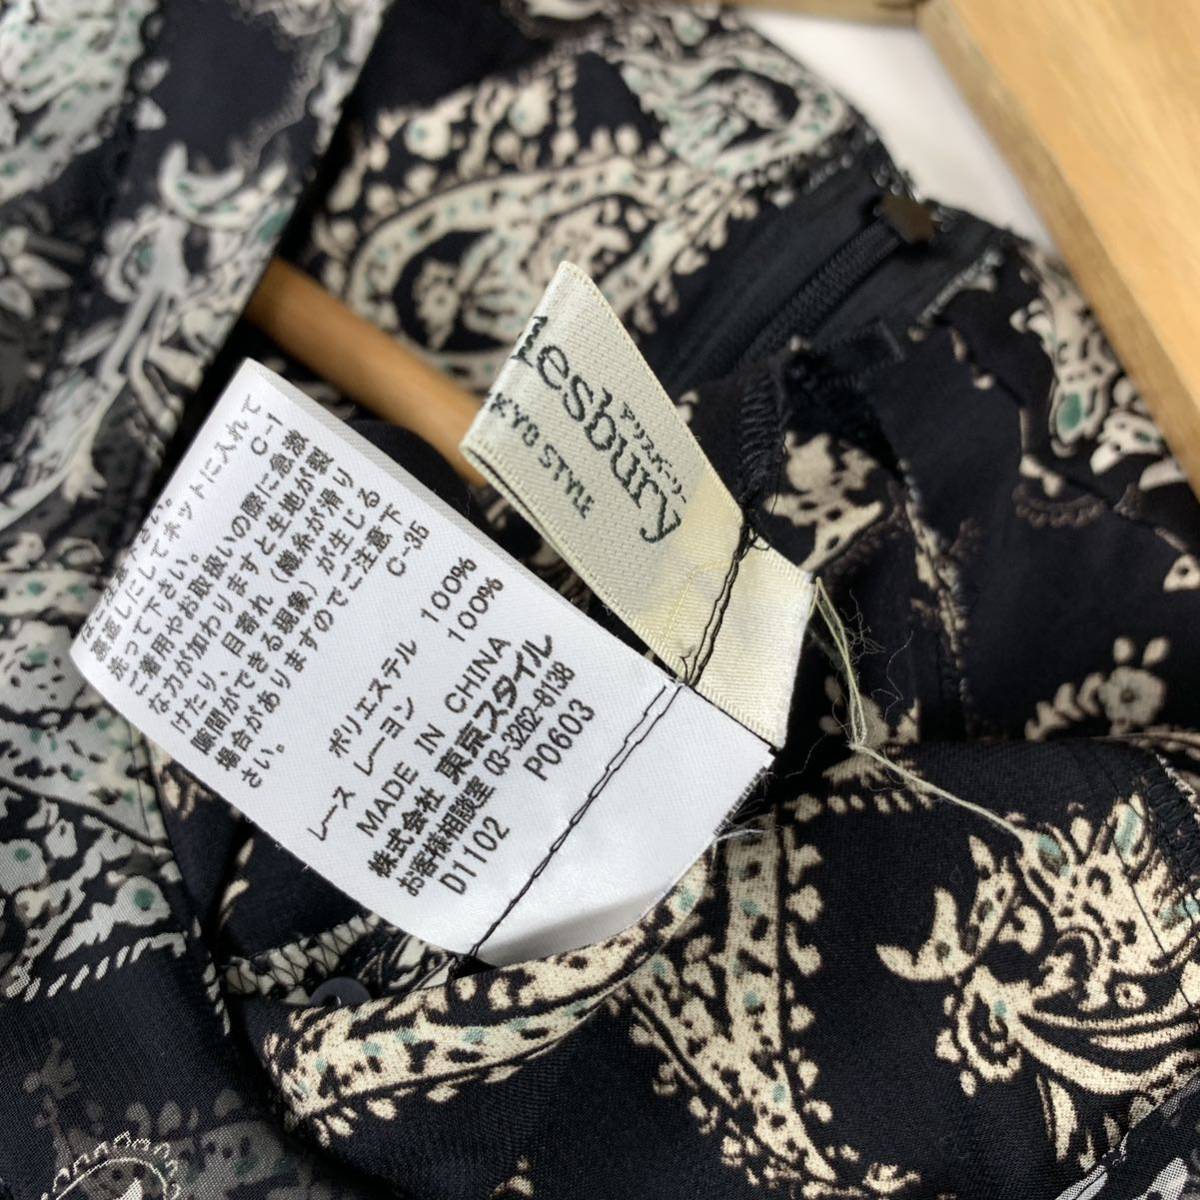 lesbury
アリスバーリー
KYO STYLE
裏返しにしてネットに入れて
洗って下さい。
C-1
ご着用やお取扱いの際に急激
な力が加わりますと生地が裂
けたり、目寄れ（縫糸が滑り
隙間ができる現象）が生じる
場合がありますのでご注意下
さい。
C-35
ポリエステル 100%
レース レーヨン 100%
MADE IN CHINA
株式会社 東京スタイル
お客様相談室 03-3262-8138
D1102 P0603